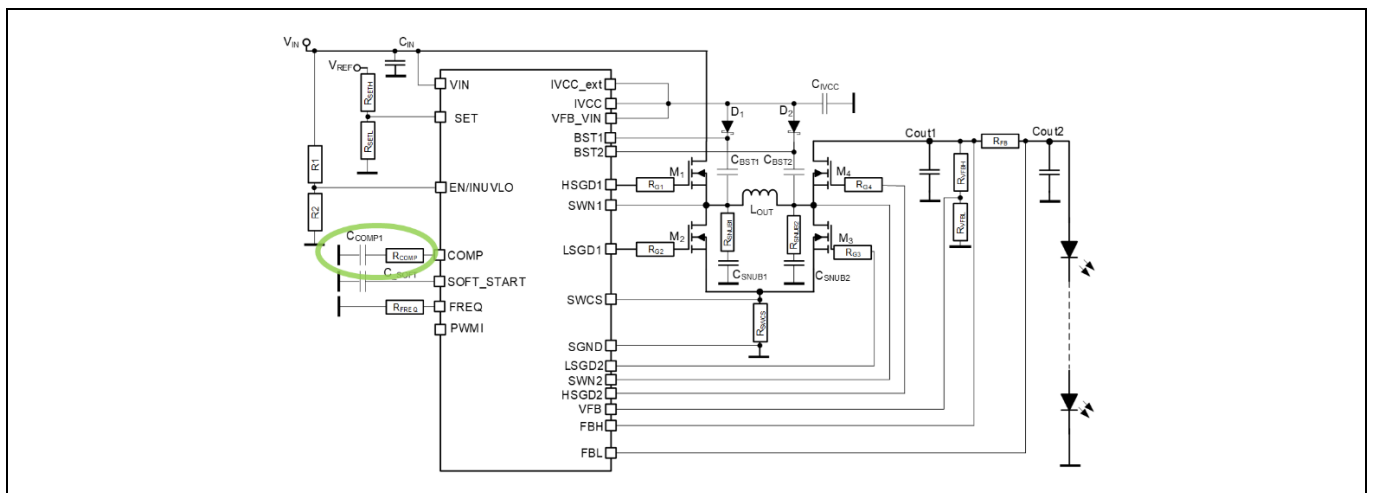 VIN
CIN
VREF
RSETH
RSETL
R1
R2
VIN
SET
EN/INUVLO
CCOMP1
RCOMP
COMP
C_SOFT
SOFT_START
RFREQ
FREQ
PWMI
IVCC_ext
IVCC
VFB_VIN
BST1
BST2
HSGD1
SWN1
LSGD1
SWCS
SGND
LSGD2
SWN2
HSGD2
VFB
FBH
FBL
CIVCC
D1
D2
CBST1
CBST2
M1
M4
RG1
RG4
LOUT
M2
M3
RG2
RG3
RSNUB1
RSNUB2
CSNUB1
CSNUB2
RSWCS
Cout1
RFB
Cout2
RVFBH
RVFBL